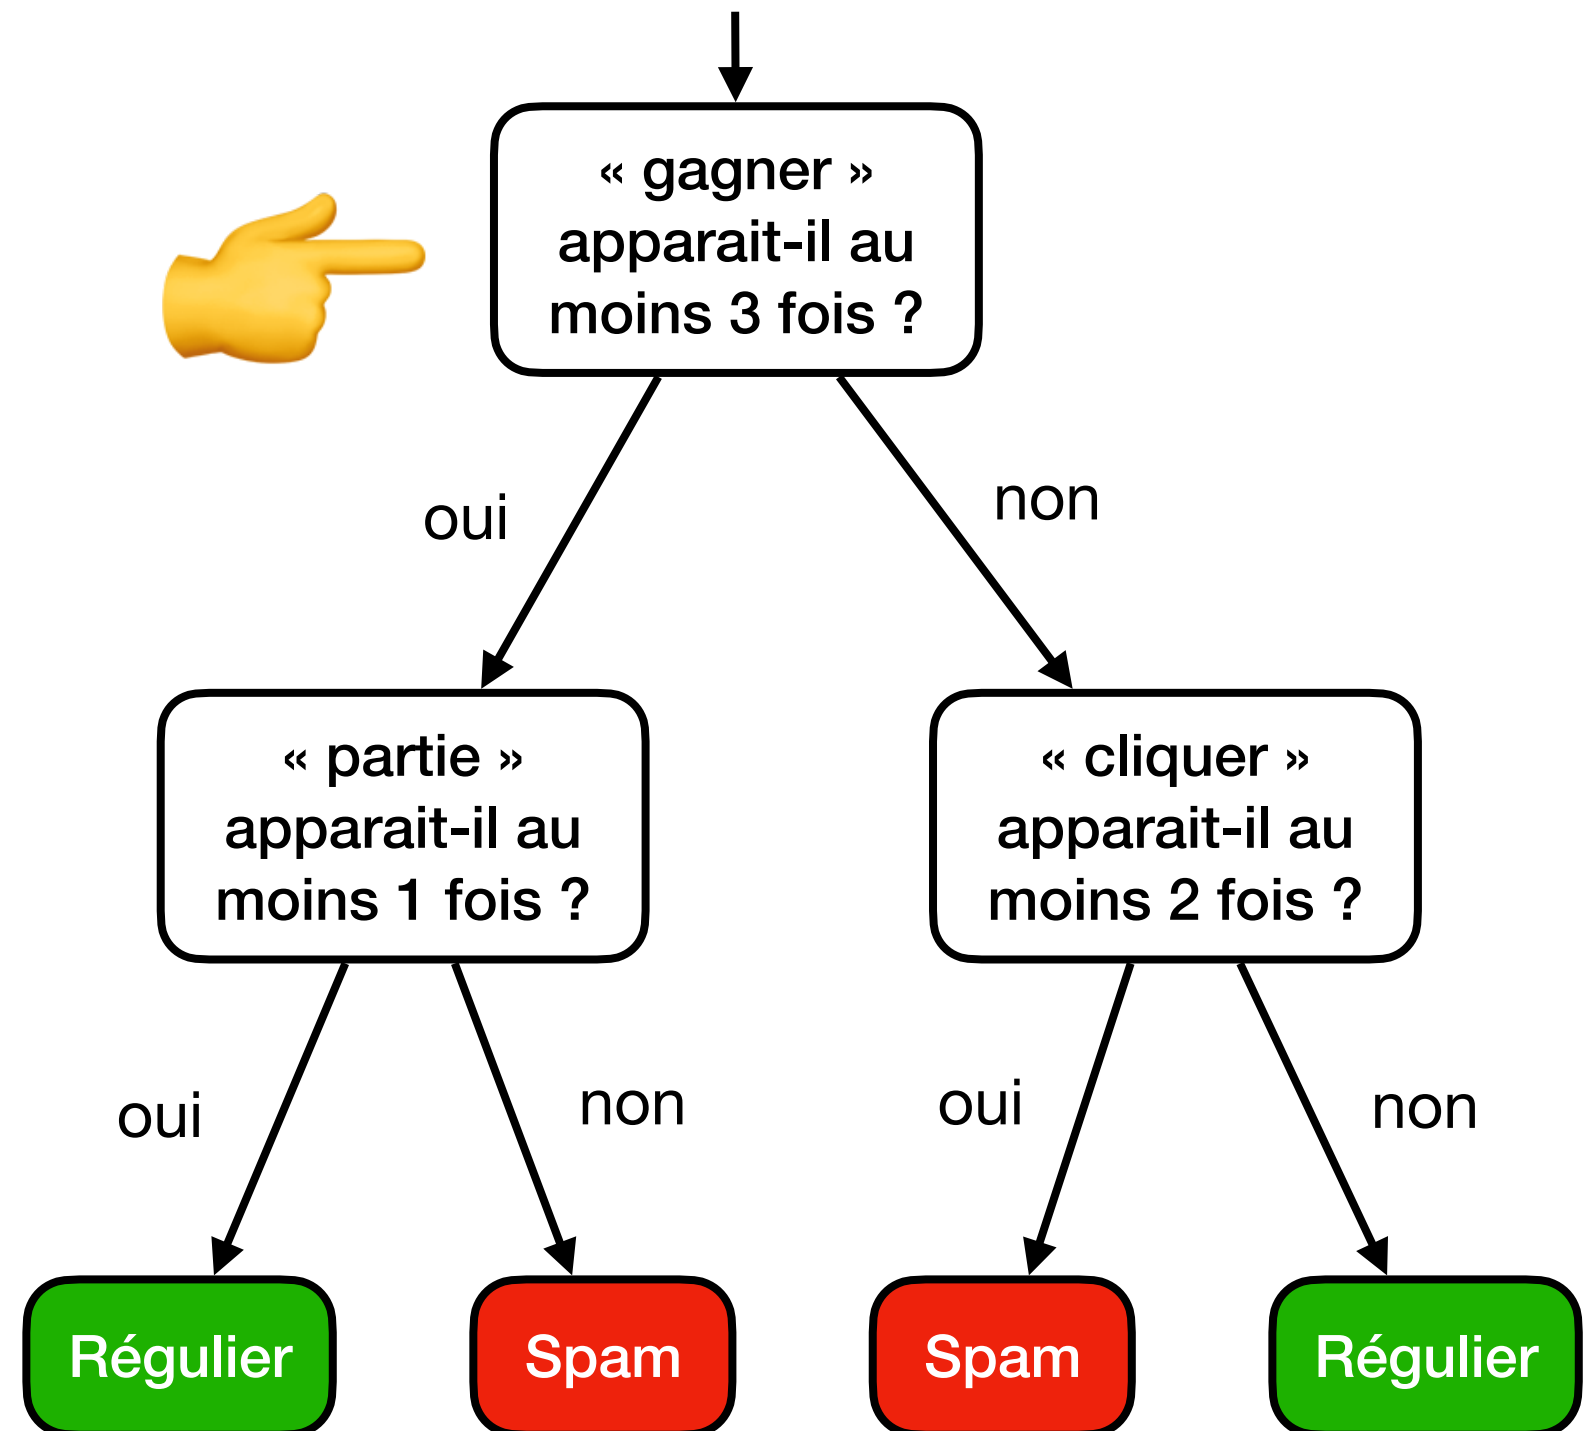 « gagner »
apparait-il au
moins 3 fois ?
oui
non
« partie »
apparait-il au
moins 1 fois ?
« cliquer »
apparait-il au
moins 2 fois ?
oui
non
oui
non
Régulier
Spam
Spam
Régulier